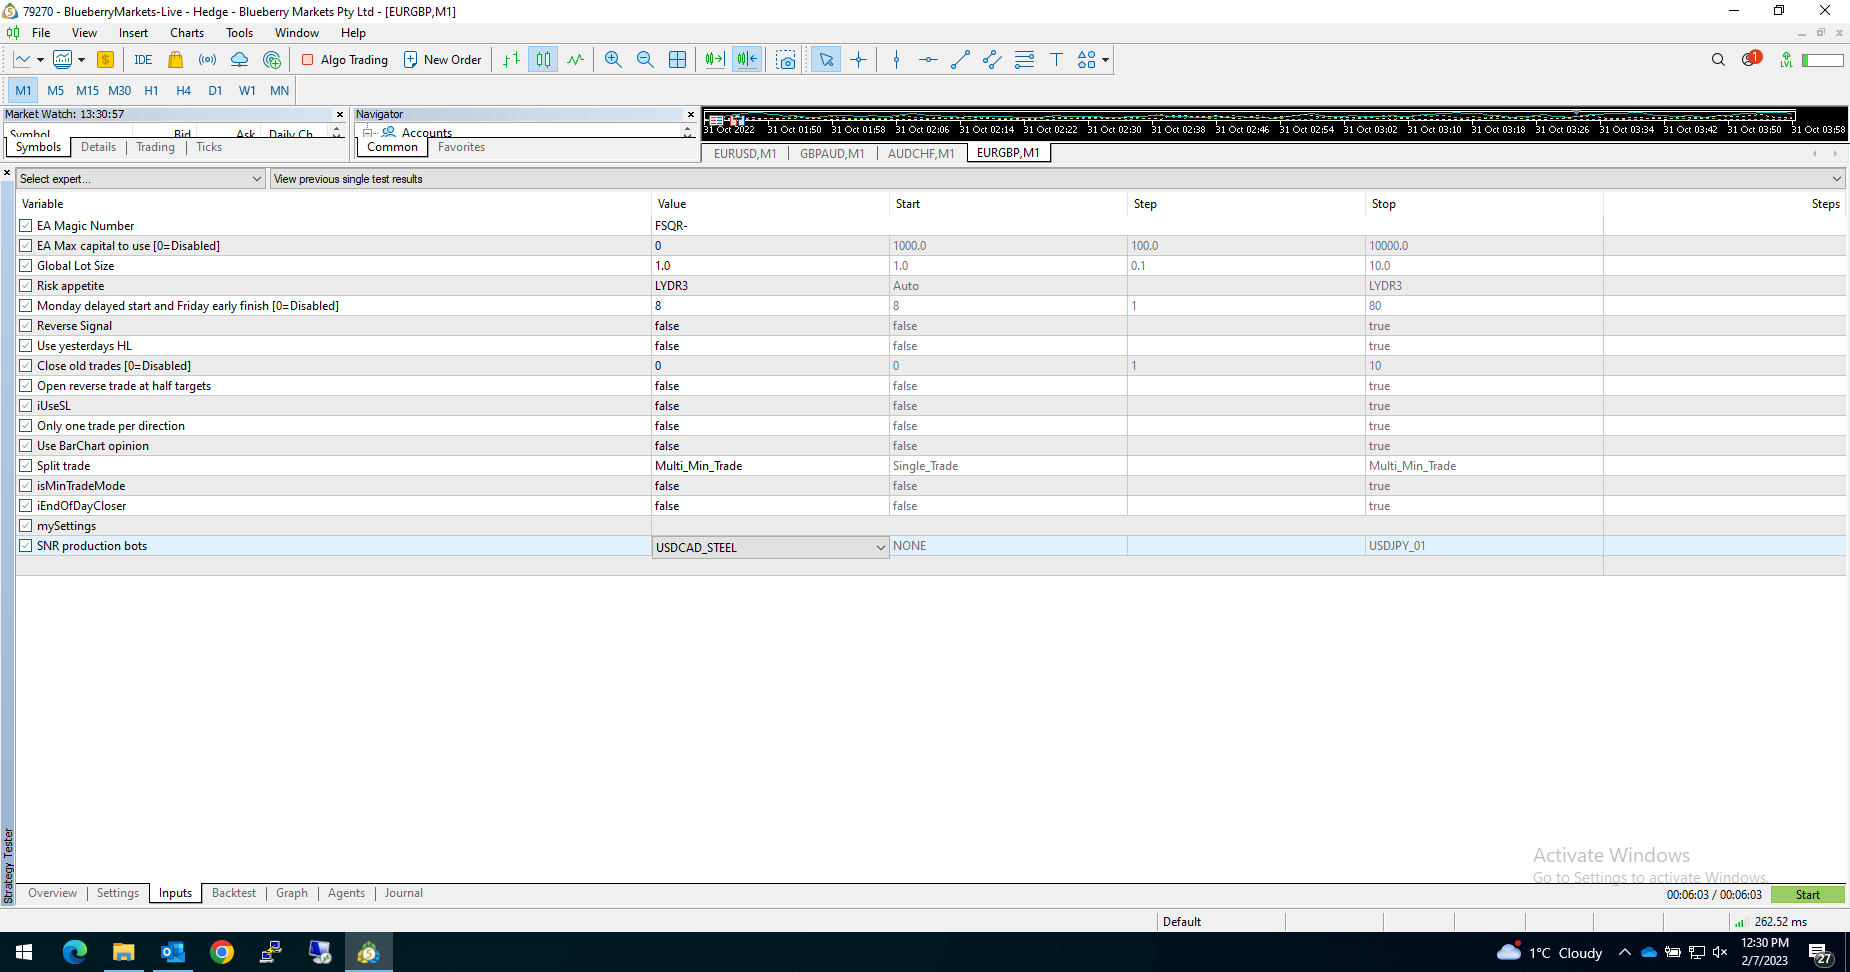 79270 - BlueberryMarkets-Live - Hedge - Blueberry Markets Pty Ltd - [EURGBP,M1]
File View Insert Charts Tools Window Help
$ IDE Algo Trading New Order T 1 LVL
M1 M5 M15 M30 H1 H4 D1 W1 MN
Market Watch: 13:30:57
Symbol Bid Ask Daily Ch...
Symbols Details Trading Ticks
Navigator
Accounts
Common Favorites
31 Oct 2022 31 Oct 01:50 31 Oct 01:58 31 Oct 02:06 31 Oct 02:14 31 Oct 02:22 31 Oct 02:30 31 Oct 02:38 31 Oct 02:46 31 Oct 02:54 31 Oct 03:02 31 Oct 03:10 31 Oct 03:18 31 Oct 03:26 31 Oct 03:34 31 Oct 03:42 31 Oct 03:50 31 Oct 03:58
EURUSD,M1 GBPAUD,M1 AUDCHF,M1 EURGBP,M1
Select expert... View previous single test results
Variable Value Start Step Stop Steps
EA Magic Number FSQR-
EA Max capital to use [0=Disabled] 0 1000.0 100.0 10000.0
Global Lot Size 1.0 1.0 0.1 10.0
Risk appetite LYDR3 Auto LYDR3
Monday delayed start and Friday early finish [0=Disabled] 8 8 1 80
Reverse Signal false false true
Use yesterdays HL false false true
Close old trades [0=Disabled] 0 0 1 10
Open reverse trade at half targets false false true
iUseSL false false true
Only one trade per direction false false true
Use BarChart opinion false false true
Split trade Multi_Min_Trade Single_Trade Multi_Min_Trade
isMinTradeMode false false true
iEndOfDayCloser false false true
mySettings
SNR production bots USDCAD_STEEL NONE USDJPY_01
Strategy Tester
Activate Windows
Go to Settings to activate Windows.
Overview Settings Inputs Backtest Graph Agents Journal
00:06:03 / 00:06:03 Start
Default 262.52 ms
1°C Cloudy
12:30 PM
2/7/2023
27